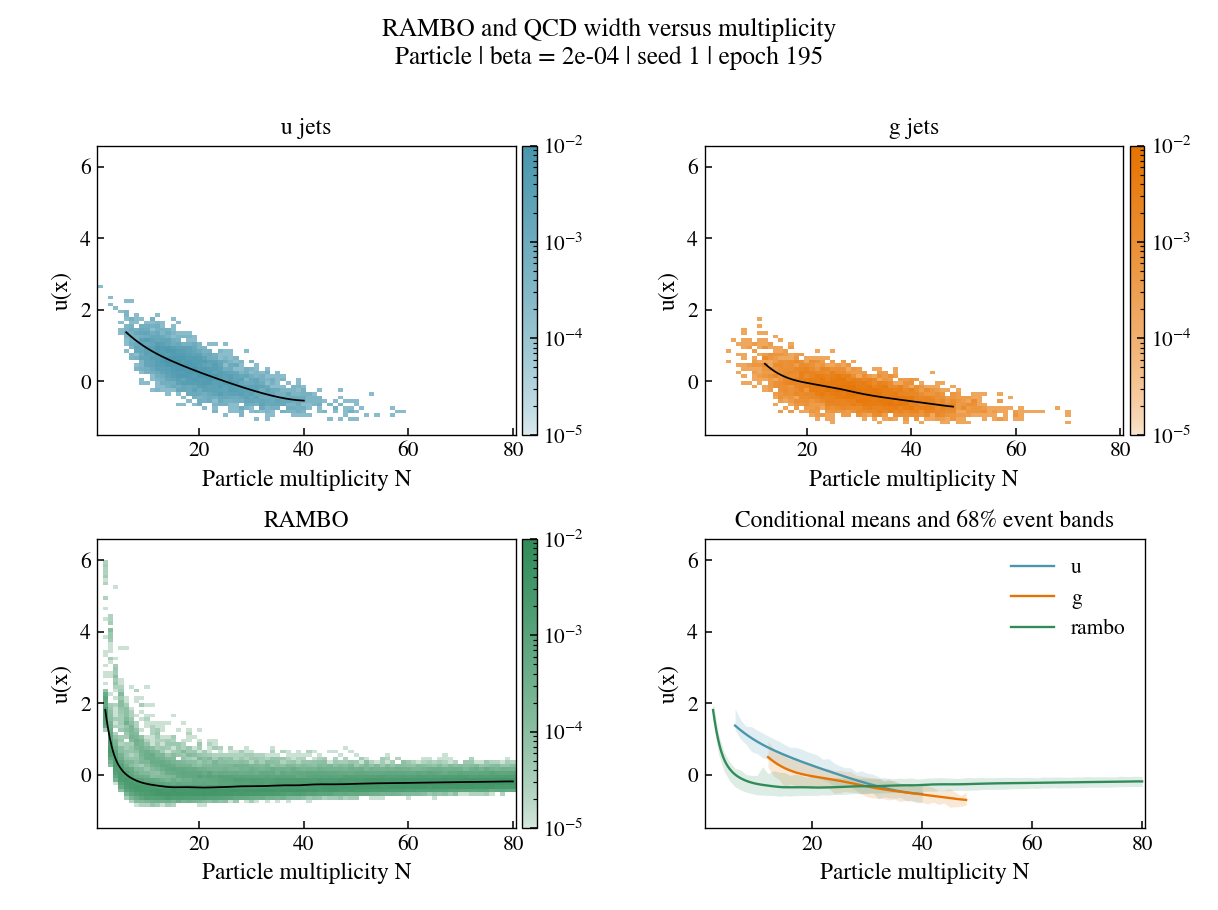 RAMBO and QCD width versus multiplicity
Particle | beta = 2e-04 | seed 1 | epoch 195
u jets
6
4
2
0
u(x)
20
40
60
80
Particle multiplicity N
10⁻²
10⁻³
10⁻⁴
10⁻⁵
g jets
6
4
2
0
u(x)
20
40
60
80
Particle multiplicity N
10⁻²
10⁻³
10⁻⁴
10⁻⁵
RAMBO
6
4
2
0
u(x)
20
40
60
80
Particle multiplicity N
10⁻²
10⁻³
10⁻⁴
10⁻⁵
Conditional means and 68% event bands
6
4
2
0
u(x)
20
40
60
80
Particle multiplicity N
u
g
rambo